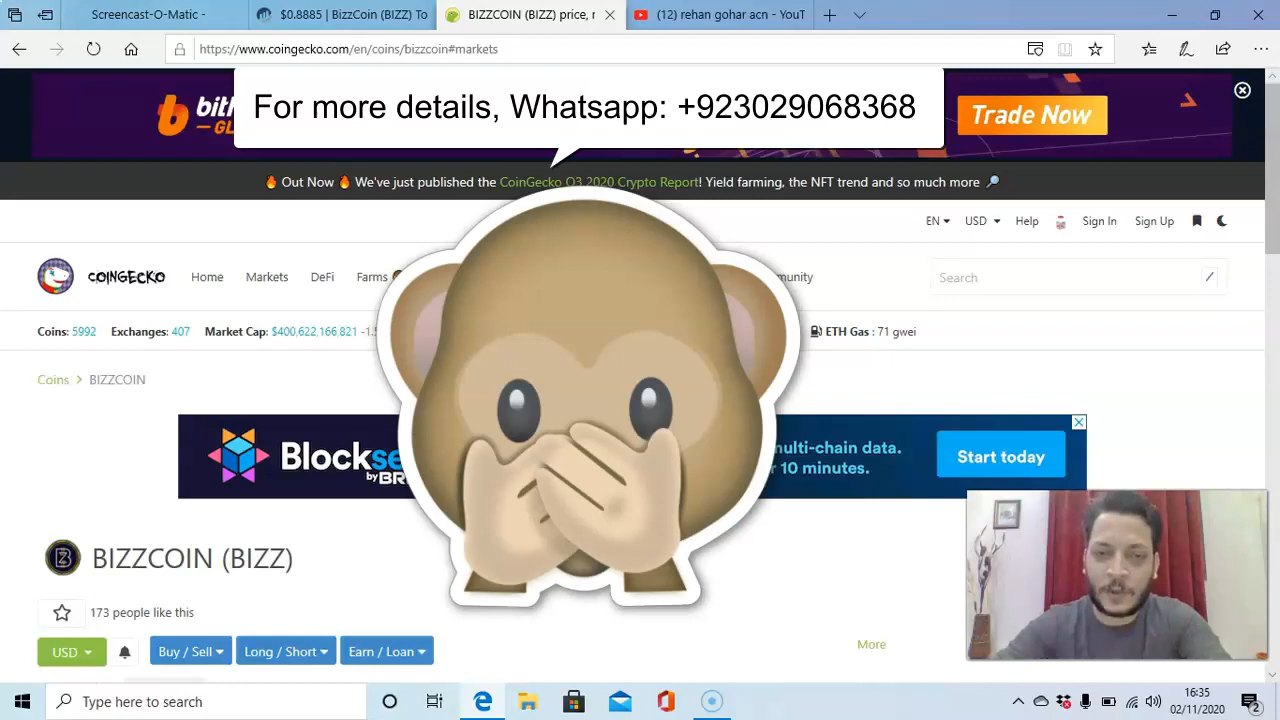 Screencast-O-Matic -
$0.8885 | BizzCoin (BIZZ) To
BIZZCOIN (BIZZ) price, r
(12) rehan gohar acn - YouT
https://www.coingecko.com/en/coins/bizzcoin#markets
For more details, Whatsapp: +923029068368
Trade Now
🔥 Out Now 🔥 We've just published the CoinGecko Q3 2020 Crypto Report! Yield farming, the NFT trend and so much more 🔎
EN
USD
Help
Sign In
Sign Up
COINGECKO
Home
Markets
DeFi
Farms
Search
/
Coins: 5992
Exchanges: 407
Market Cap: $400,622,166,821
ETH Gas : 71 gwei
Coins > BIZZCOIN
multi-chain data.
10 minutes.
Start today
BIZZCOIN (BIZZ)
173 people like this
USD
Buy / Sell
Long / Short
Earn / Loan
More
Type here to search
16:35
02/11/2020
2